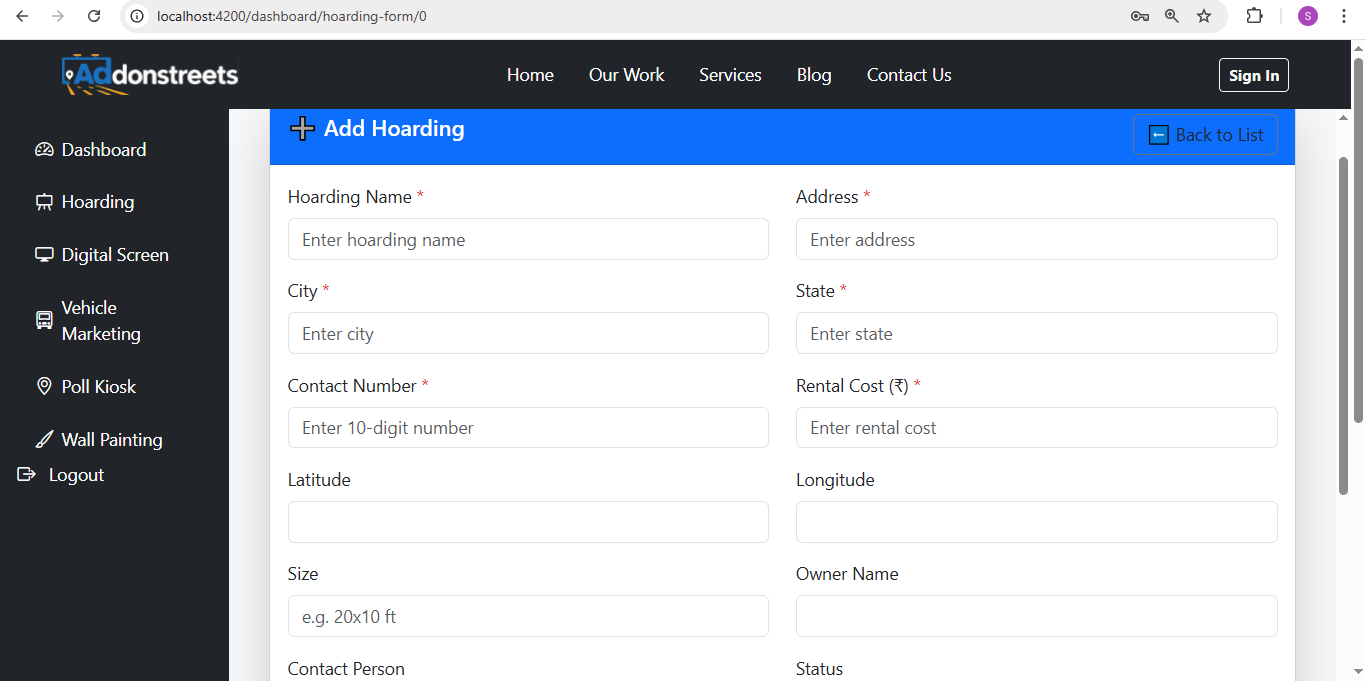 localhost:4200/dashboard/hoarding-form/0
S
Addonstreets
Home
Our Work
Services
Blog
Contact Us
Sign In
Dashboard
Hoarding
Digital Screen
Vehicle
Marketing
Poll Kiosk
Wall Painting
Logout
Add Hoarding
Back to List
Hoarding Name *
Address *
Enter hoarding name
Enter address
City *
State *
Enter city
Enter state
Contact Number *
Rental Cost (₹) *
Enter 10-digit number
Enter rental cost
Latitude
Longitude
Size
Owner Name
e.g. 20x10 ft
Contact Person
Status